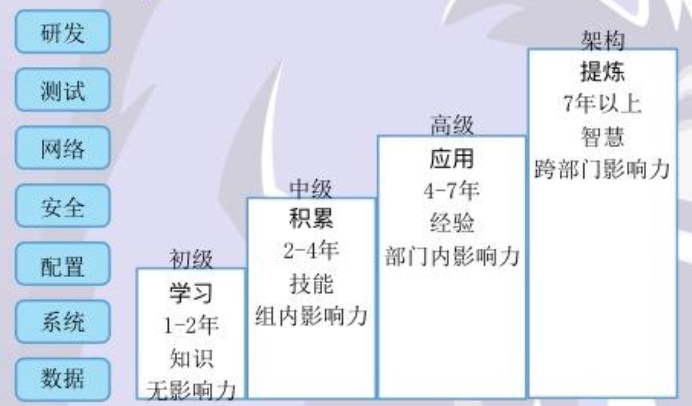 研发
测试
网络
安全
配置
系统
数据
初级
学习
1-2年
知识
无影响力
中级
积累
2-4年
技能
组内影响力
高级
应用
4-7年
经验
部门内影响力
架构
提炼
7年以上
智慧
跨部门影响力